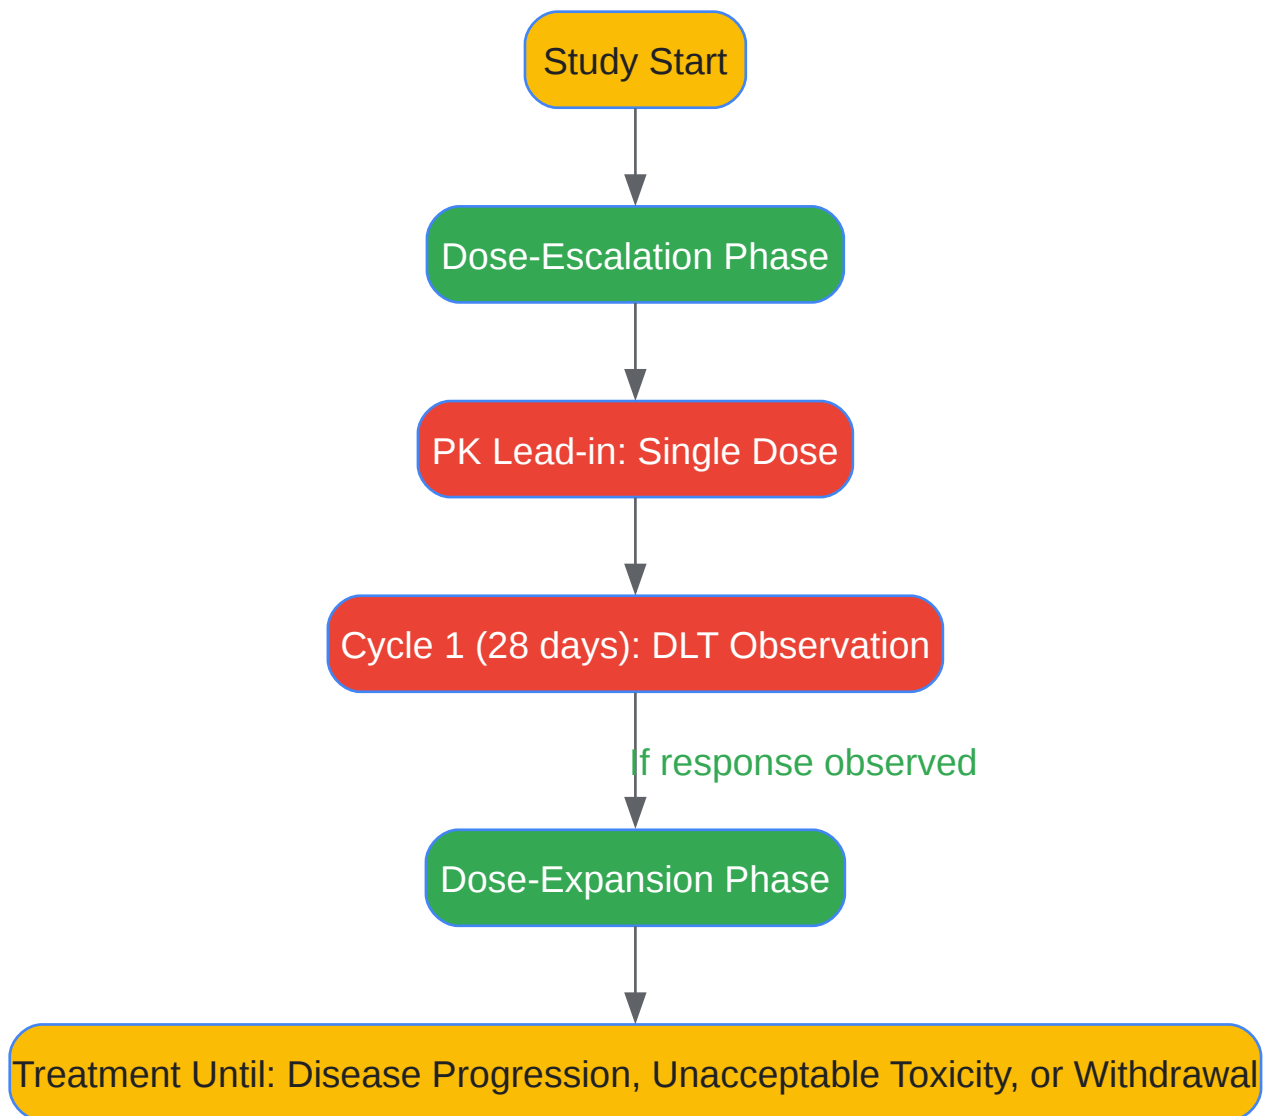 Study Start
Dose-Escalation Phase
PK Lead-in: Single Dose
Cycle 1 (28 days): DLT Observation
If response observed
Dose-Expansion Phase
Treatment Until: Disease Progression, Unacceptable Toxicity, or Withdrawal